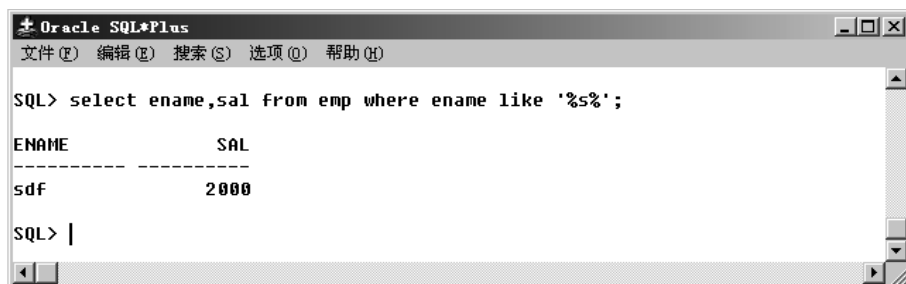 Oracle SQL*Plus
文件(F) 编辑(E) 搜索(S) 选项(O) 帮助(H)
SQL> select ename,sal from emp where ename like '%s%';
ENAME SAL
---------- ----------
sdf 2000
SQL>